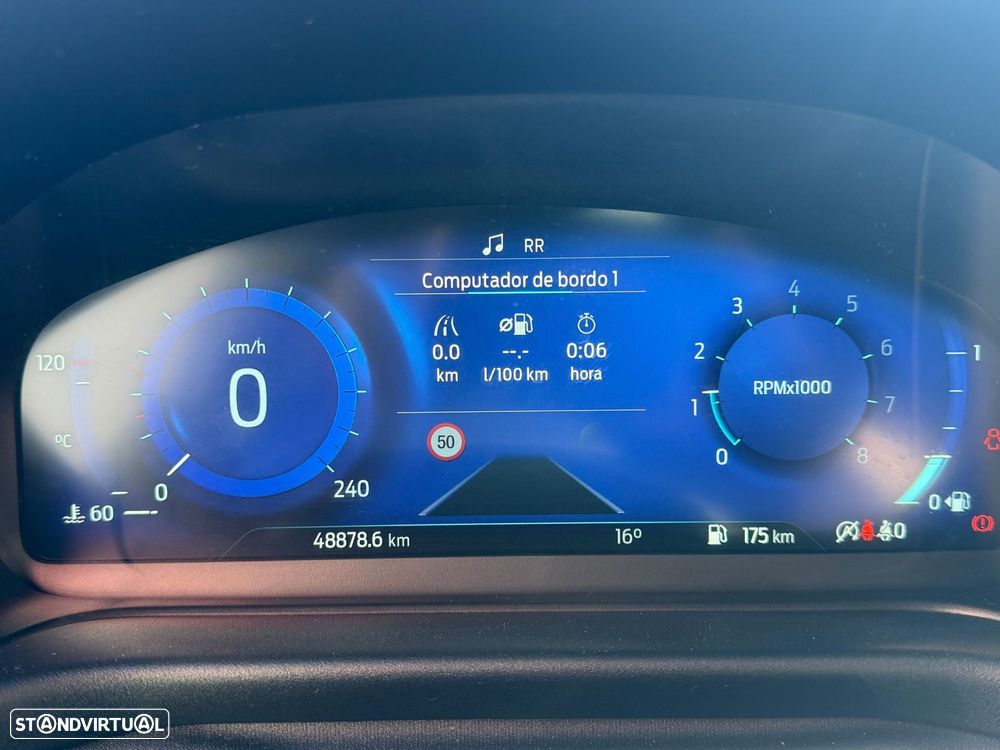 RR
Computador de bordo 1
0.0 --.- 0:06
km l/100 km hora
50
120
°C
60
km/h
0
0 240
RPMx1000
0 1 2 3 4 5 6 7 8
1
0
48878.6 km 16° 175 km 0
STANDVIRTUAL